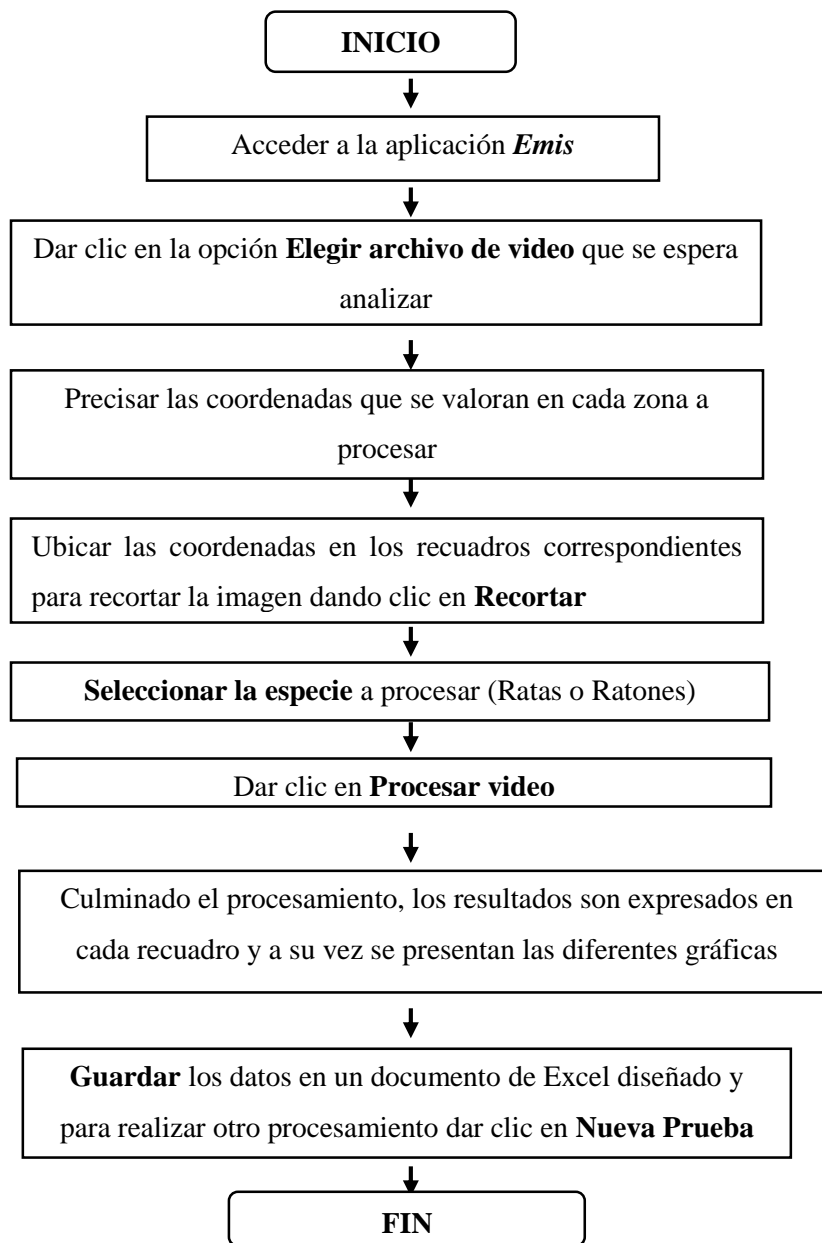 INICIO
Acceder a la aplicación Emis
Dar clic en la opción Elegir archivo de video que se espera
analizar
Precisar las coordenadas que se valoran en cada zona a
procesar
Ubicar las coordenadas en los recuadros correspondientes
para recortar la imagen dando clic en Recortar
Seleccionar la especie a procesar (Ratas o Ratones)
Dar clic en Procesar video
Culminado el procesamiento, los resultados son expresados en
cada recuadro y a su vez se presentan las diferentes gráficas
Guardar los datos en un documento de Excel diseñado y
para realizar otro procesamiento dar clic en Nueva Prueba
FIN